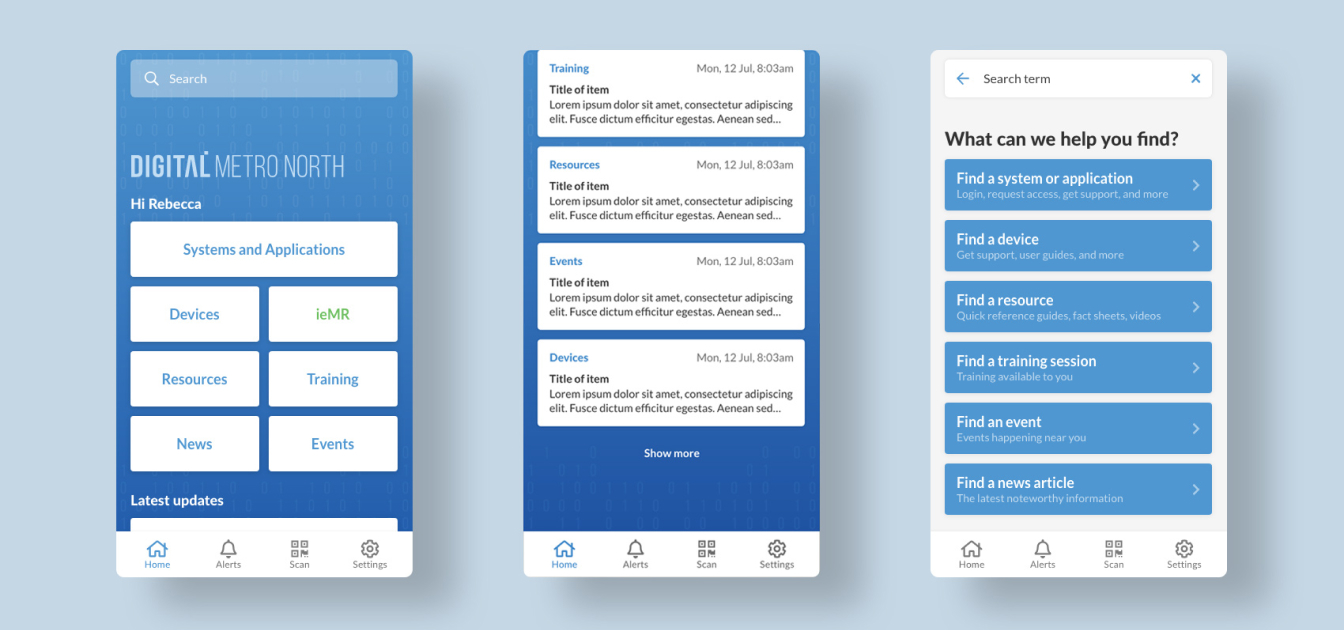 Search
DIGITAL METRO NORTH
Hi Rebecca
Systems and Applications
Devices
ieMR
Resources
Training
News
Events
Latest updates
Home
Alerts
Scan
Settings
Training
Mon, 12 Jul, 8:03am
Title of item
Lorem ipsum dolor sit amet, consectetur adipiscing
elit. Fusce dictum efficitur egestas. Aenean sed...
Resources
Mon, 12 Jul, 8:03am
Title of item
Lorem ipsum dolor sit amet, consectetur adipiscing
elit. Fusce dictum efficitur egestas. Aenean sed...
Events
Mon, 12 Jul, 8:03am
Title of item
Lorem ipsum dolor sit amet, consectetur adipiscing
elit. Fusce dictum efficitur egestas. Aenean sed...
Devices
Mon, 12 Jul, 8:03am
Title of item
Lorem ipsum dolor sit amet, consectetur adipiscing
elit. Fusce dictum efficitur egestas. Aenean sed...
Show more
Home
Alerts
Scan
Settings
Search term
What can we help you find?
Find a system or application
Login, request access, get support, and more
Find a device
Get support, user guides, and more
Find a resource
Quick reference guides, fact sheets, videos
Find a training session
Training available to you
Find an event
Events happening near you
Find a news article
The latest noteworthy information
Home
Alerts
Scan
Settings